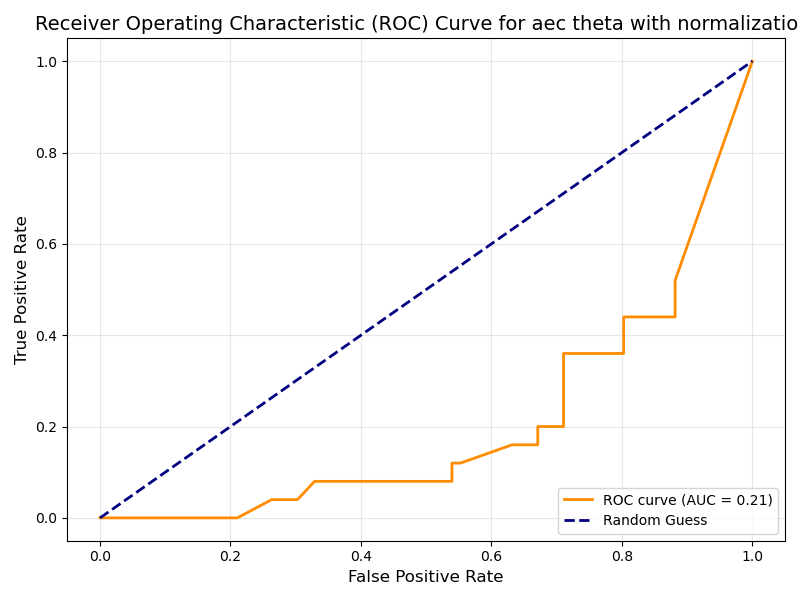 Receiver Operating Characteristic (ROC) Curve for aec theta with normalizatio
1.0
0.8
0.6
0.4
0.2
0.0
True Positive Rate
0.0 0.2 0.4 0.6 0.8 1.0
False Positive Rate
ROC curve (AUC = 0.21)
Random Guess